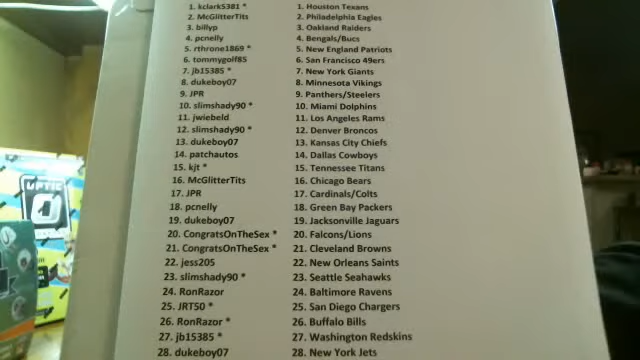 1. kclark5381 * 1. Houston Texans
2. McGlitterTits 2. Philadelphia Eagles
3. billyp 3. Oakland Raiders
4. pcnelly 4. Bengals/Bucs
5. rthrone1869 * 5. New England Patriots
6. tommygolf85 6. San Francisco 49ers
7. jb15385 * 7. New York Giants
8. dukeboy07 8. Minnesota Vikings
9. JPR 9. Panthers/Steelers
10. slimshady90 * 10. Miami Dolphins
11. jwiebeld 11. Los Angeles Rams
12. slimshady90 * 12. Denver Broncos
13. dukeboy07 13. Kansas City Chiefs
14. patchautos 14. Dallas Cowboys
15. kjt * 15. Tennessee Titans
16. McGlitterTits 16. Chicago Bears
17. JPR 17. Cardinals/Colts
18. pcnelly 18. Green Bay Packers
19. dukeboy07 19. Jacksonville Jaguars
20. CongratsOnTheSex * 20. Falcons/Lions
21. CongratsOnTheSex * 21. Cleveland Browns
22. jess205 22. New Orleans Saints
23. slimshady90 * 23. Seattle Seahawks
24. RonRazor 24. Baltimore Ravens
25. JRT50 * 25. San Diego Chargers
26. RonRazor * 26. Buffalo Bills
27. jb15385 * 27. Washington Redskins
28. dukeboy07 28. New York Jets
OPTIC